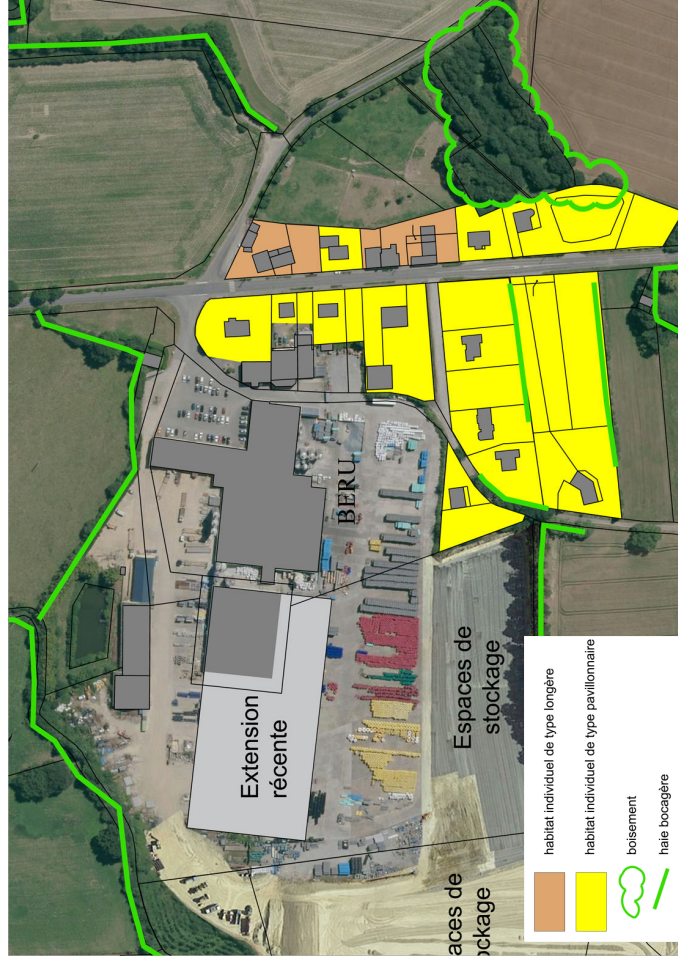 BERU
Extension
récente
Espaces de
stockage
aces de
ockage
habitat individuel de type longère
habitat individuel de type pavillonnaire
boisement
haie bocagère